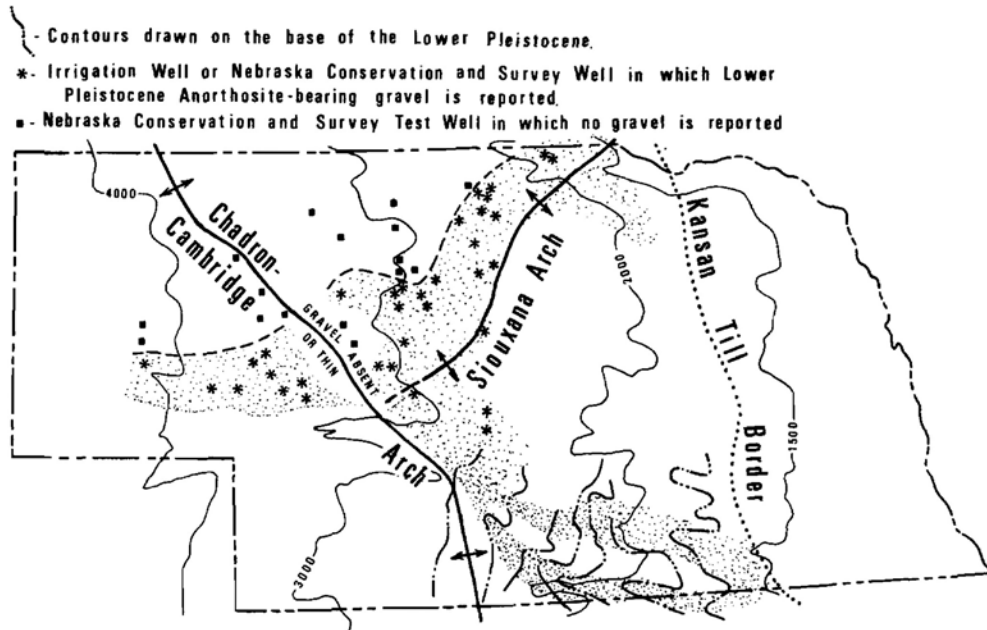 - Contours drawn on the base of the Lower Pleistocene.
*- Irrigation Well or Nebraska Conservation and Survey Well in which Lower
Pleistocene Anorthosite-bearing gravel is reported.
■- Nebraska Conservation and Survey Test Well in which no gravel is reported
4000
Chadron-
Cambridge
Arch
GRAVEL ABSENT
OR THIN
Siouxana Arch
2000
Kansan
Till
Border
1500
3000